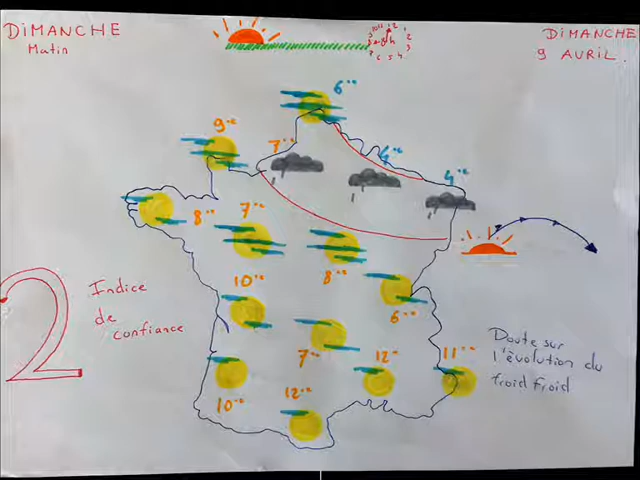 DIMANCHE
Matin
DIMANCHE
9 AVRIL.
6°c
9°c
7°c
4°c
8°c
7°c
8°c
10°c
6°c
7°c
12°c
11°c
10°c
12°c
2
Indice
de
confiance
Doute sur
l'évolution du
froid froid